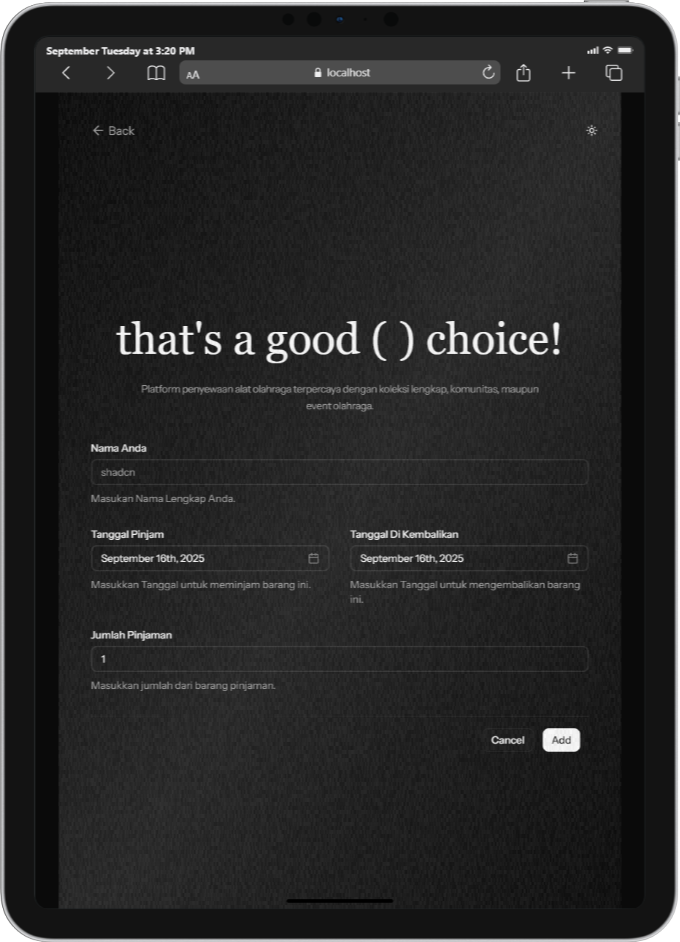 September Tuesday at 3:20 PM
AA
localhost
Back
that's a good ( ) choice!
Platform penyewaan alat olahraga terpercaya dengan koleksi lengkap, komunitas, maupun
event olahraga.
Nama Anda
shadcn
Masukan Nama Lengkap Anda.
Tanggal Pinjam
Tanggal Di Kembalikan
September 16th, 2025
September 16th, 2025
Masukkan Tanggal untuk meminjam barang ini.
Masukkan Tanggal untuk mengembalikan barang
ini.
Jumlah Pinjaman
1
Masukkan jumlah dari barang pinjaman.
Cancel
Add